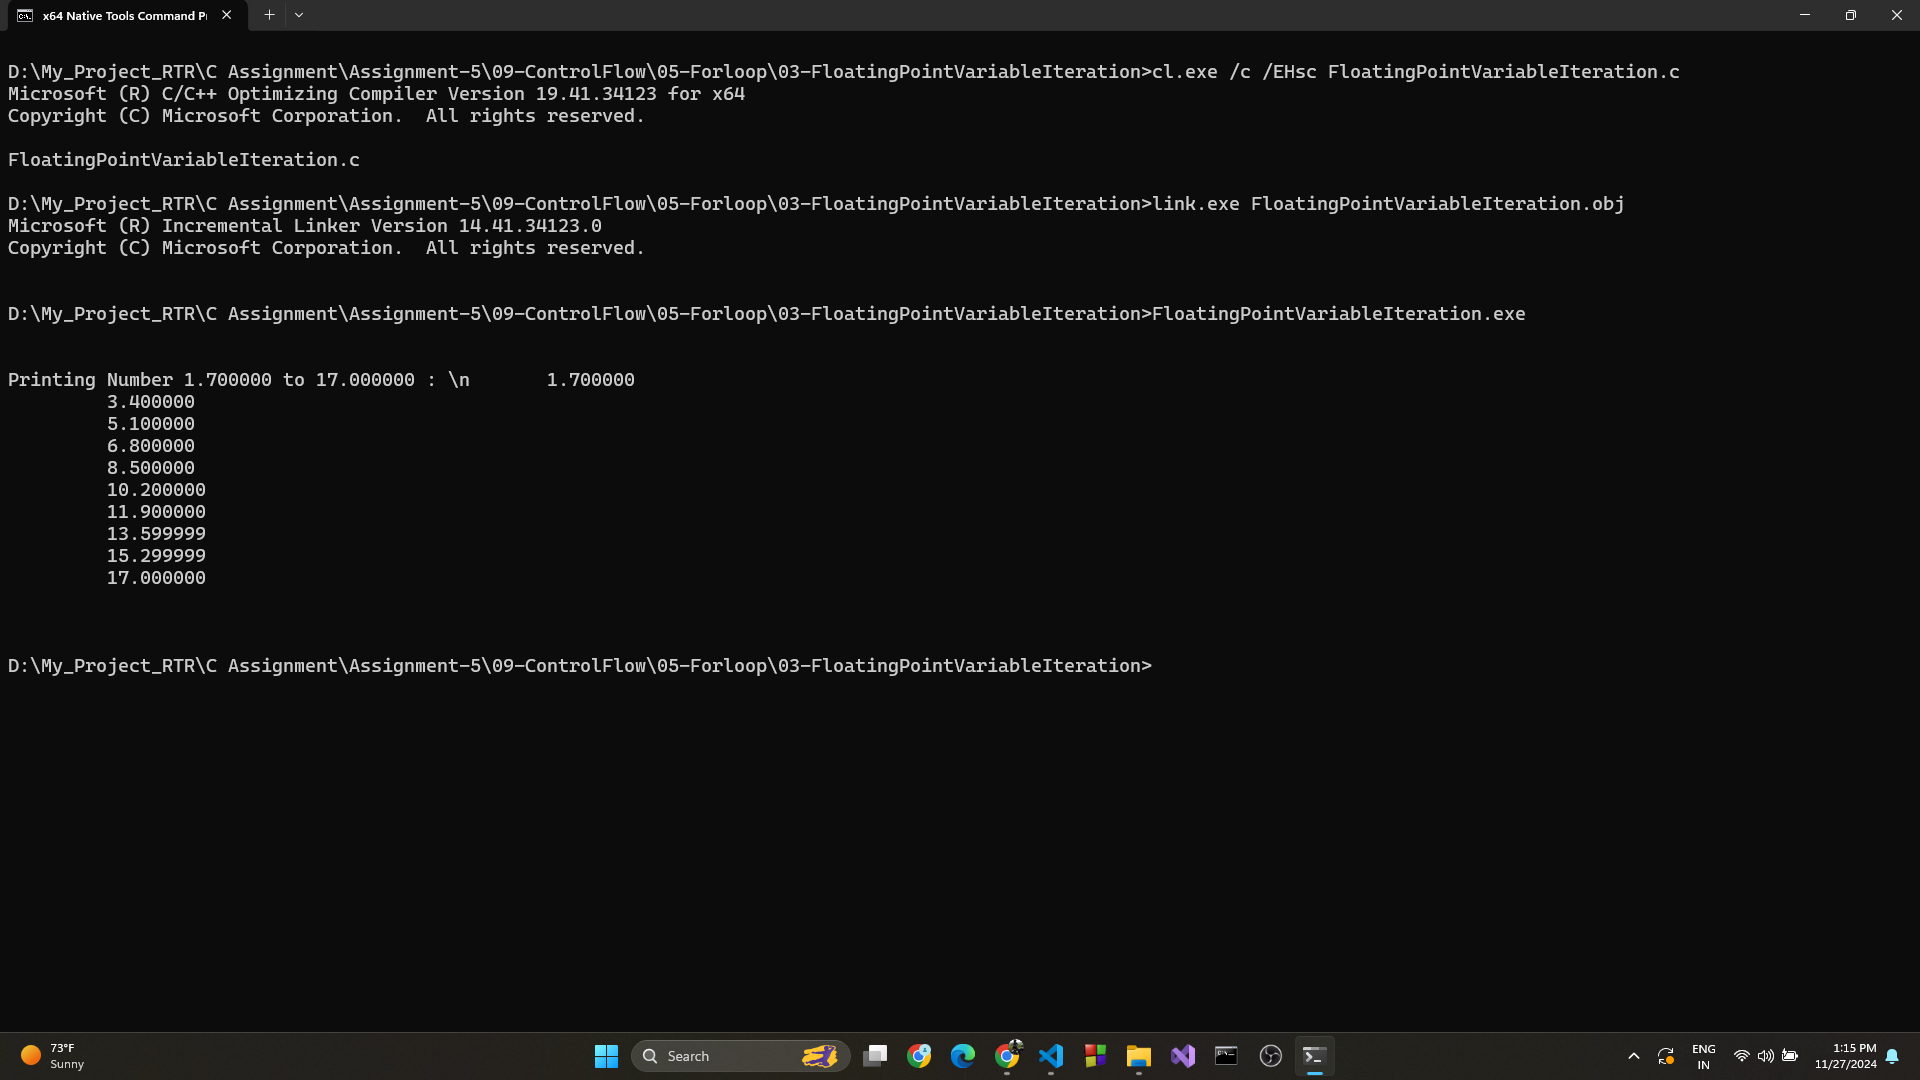 x64 Native Tools Command P
D:\My_Project_RTR\C Assignment\Assignment-5\09-ControlFlow\05-Forloop\03-FloatingPointVariableIteration>cl.exe /c /EHsc FloatingPointVariableIteration.c
Microsoft (R) C/C++ Optimizing Compiler Version 19.41.34123 for x64
Copyright (C) Microsoft Corporation.  All rights reserved.
FloatingPointVariableIteration.c
D:\My_Project_RTR\C Assignment\Assignment-5\09-ControlFlow\05-Forloop\03-FloatingPointVariableIteration>link.exe FloatingPointVariableIteration.obj
Microsoft (R) Incremental Linker Version 14.41.34123.0
Copyright (C) Microsoft Corporation.  All rights reserved.
D:\My_Project_RTR\C Assignment\Assignment-5\09-ControlFlow\05-Forloop\03-FloatingPointVariableIteration>FloatingPointVariableIteration.exe
Printing Number 1.700000 to 17.000000 : \n       1.700000
3.400000
5.100000
6.800000
8.500000
10.200000
11.900000
13.599999
15.299999
17.000000
D:\My_Project_RTR\C Assignment\Assignment-5\09-ControlFlow\05-Forloop\03-FloatingPointVariableIteration>
73°F
Sunny
Search
ENG
IN
1:15 PM
11/27/2024